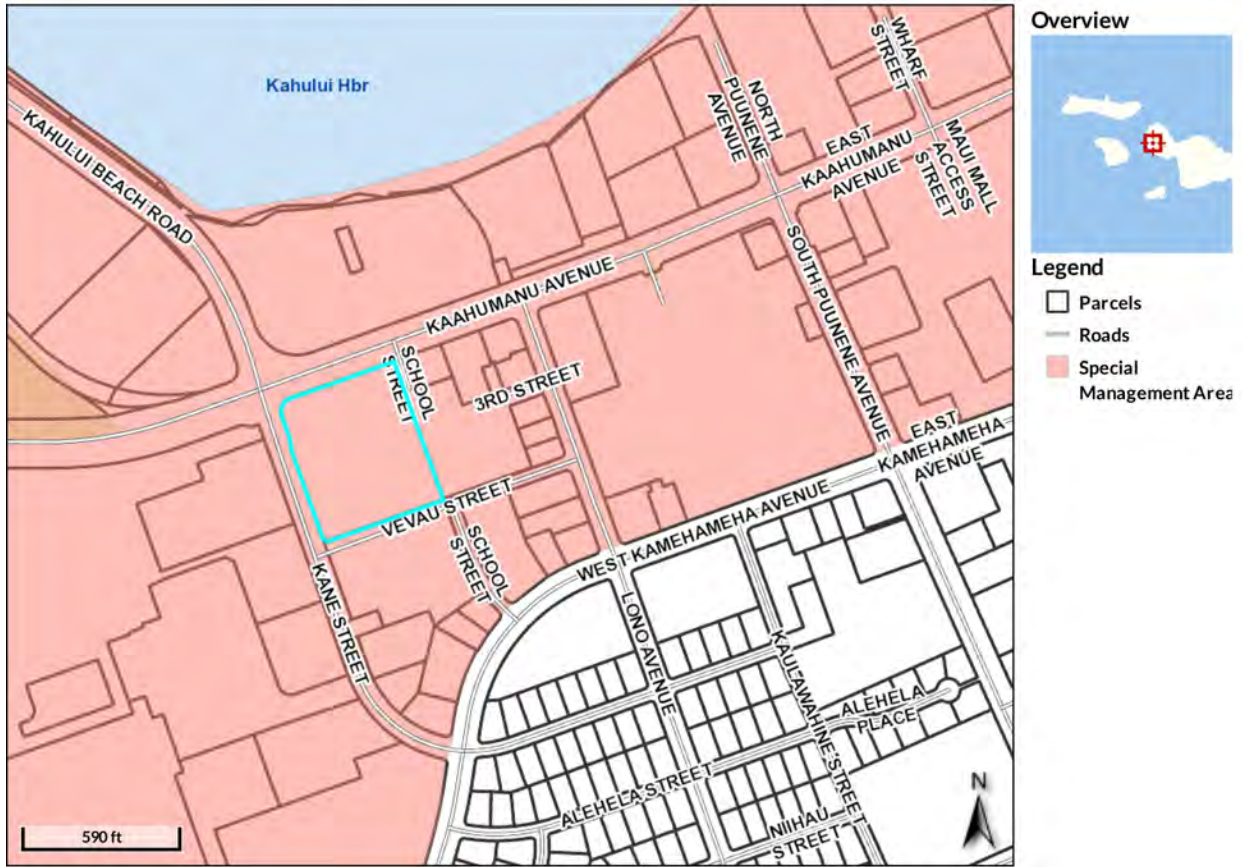 Kahului Hbr
KAHULUI BEACH ROAD
NORTH
PUUNENE
AVENUE
WHARF
STREET
EAST
KAAHUMANU
AVENUE
MAUI MALL
ACCESS
STREET
KAAHUMANU AVENUE
SOUTH PUUNENE AVENUE
SCHOOL
STREET
3RD STREET
EAST
KAMEHAMEHA
AVENUE
VEVAU STREET
SCHOOL
STREET
WEST KAMEHAMEHA AVENUE
KANE STREET
LONO AVENUE
KAULAWAHINE STREET
ALEHELA
PLACE
ALEHELA STREET
NIIHAU
STREET
N
590 ft
Overview
Legend
Parcels
Roads
Special
Management Area